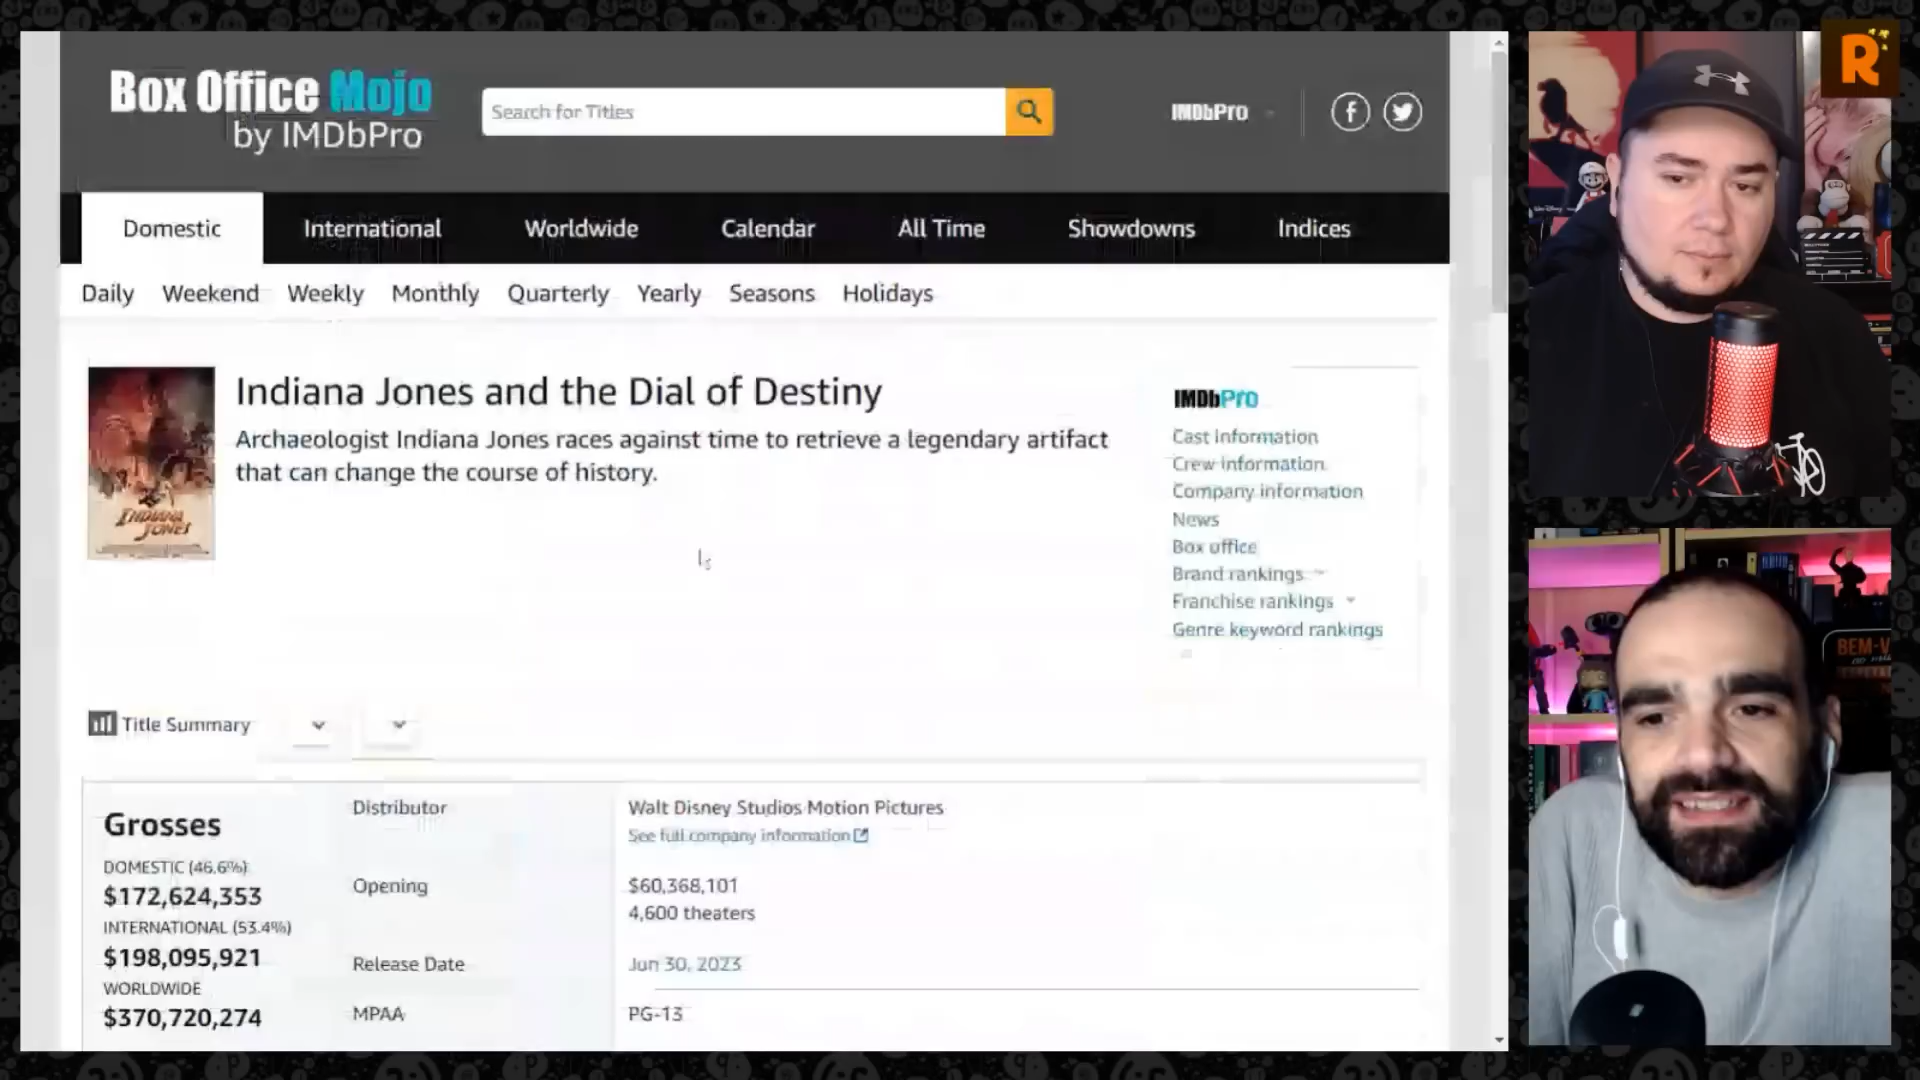 Box Office Mojo
by IMDbPro
Search for Titles
IMDbPro
R
Domestic
International
Worldwide
Calendar
All Time
Showdowns
Indices
Daily
Weekend
Weekly
Monthly
Quarterly
Yearly
Seasons
Holidays
Indiana Jones and the Dial of Destiny
Archaeologist Indiana Jones races against time to retrieve a legendary artifact
that can change the course of history.
INDIANA
JONES
IMDbPro
Cast information
Crew information
Company information
News
Box office
Brand rankings
Franchise rankings
Genre keyword rankings
Title Summary
Grosses
DOMESTIC (46.6%)
$172,624,353
INTERNATIONAL (53.4%)
$198,095,921
WORLDWIDE
$370,720,274
Distributor
Walt Disney Studios Motion Pictures
See full company information
Opening
$60,368,101
4,600 theaters
Release Date
Jun 30, 2023
MPAA
PG-13
BEM-V